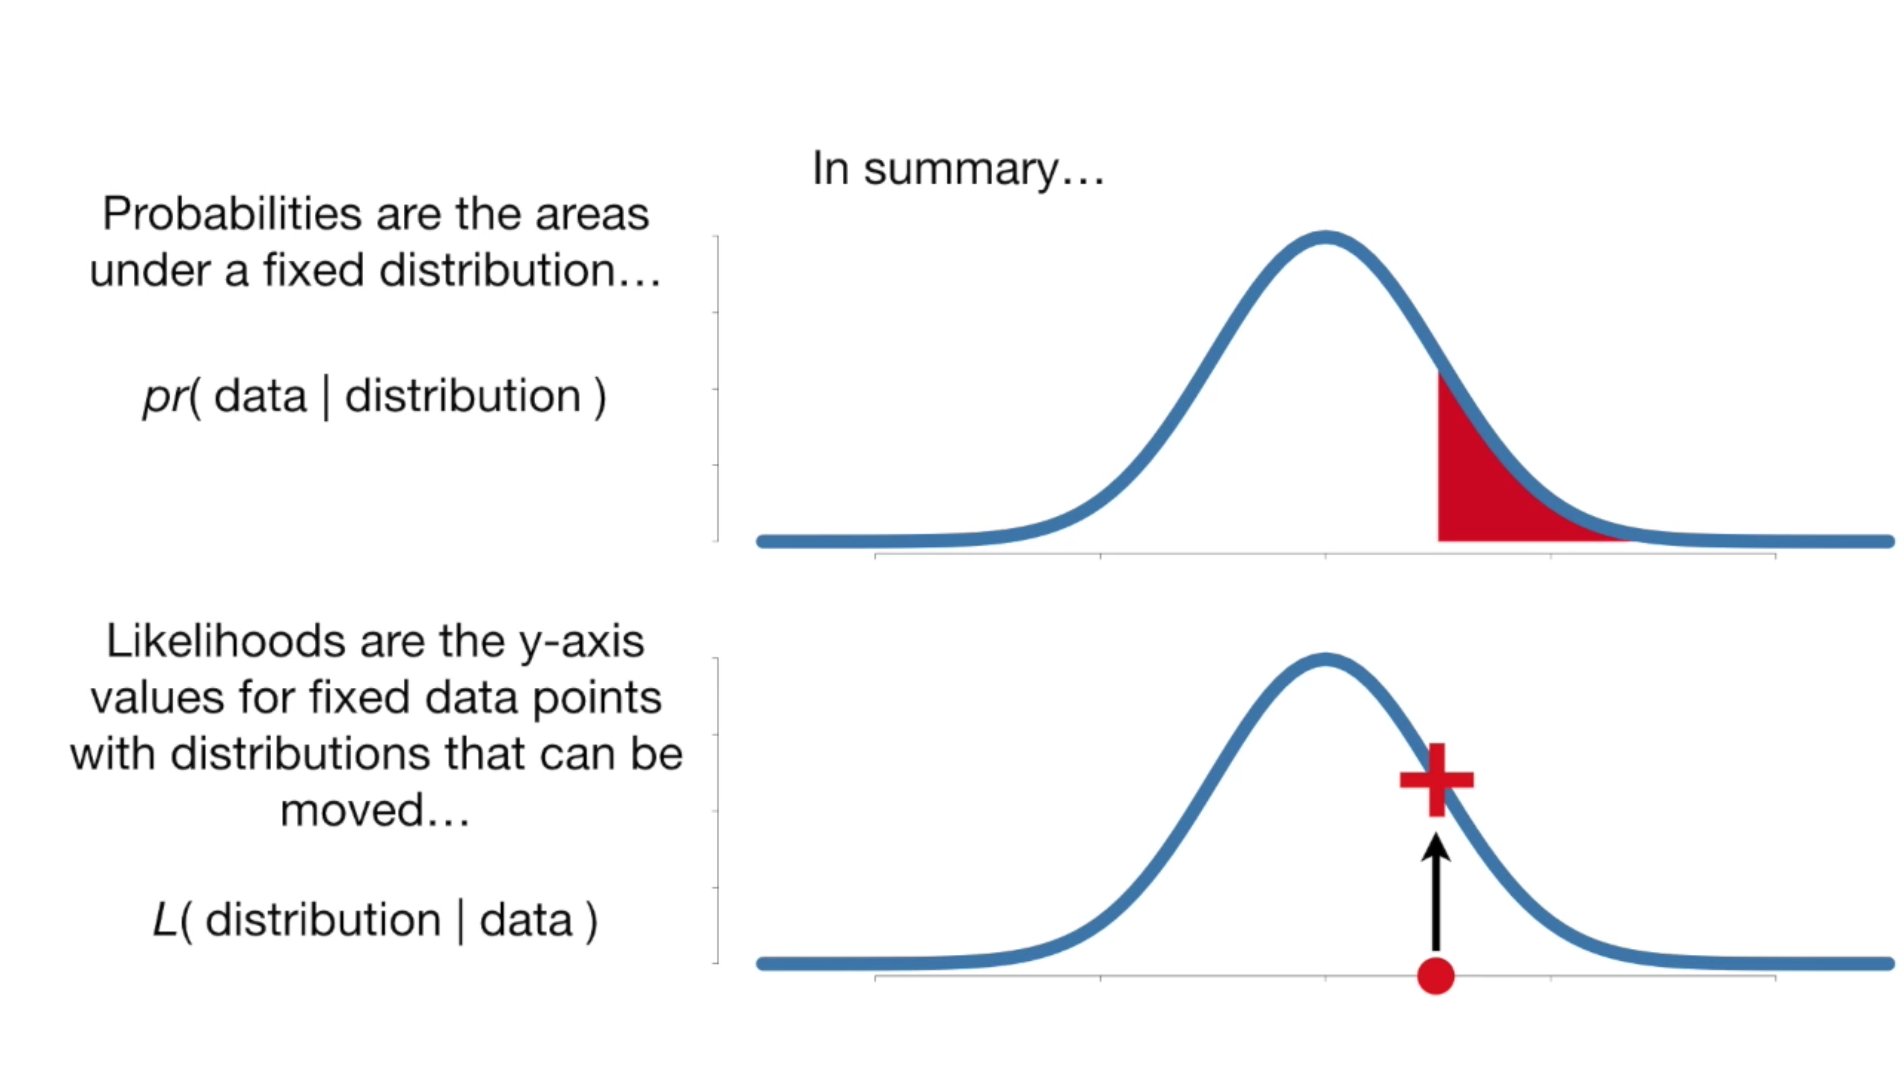 In summary…
Probabilities are the areas
under a fixed distribution…
pr( data | distribution )
Likelihoods are the y-axis
values for fixed data points
with distributions that can be
moved…
L( distribution | data )